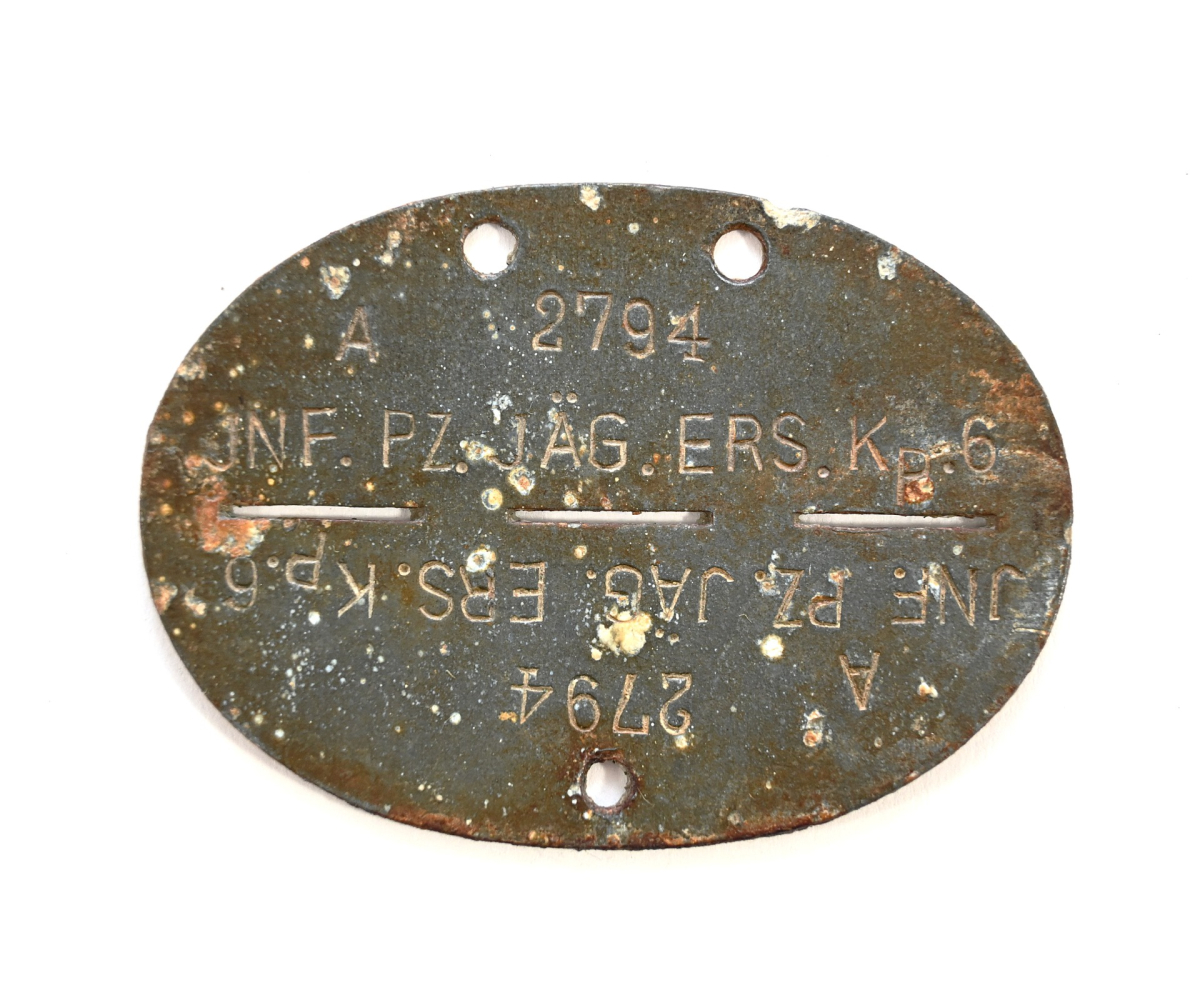 A 2794
JNF. PZ. JÄG. ERS. Kp. 6
JNF. PZ. JÄG. ERS. Kp. 6
A 2794